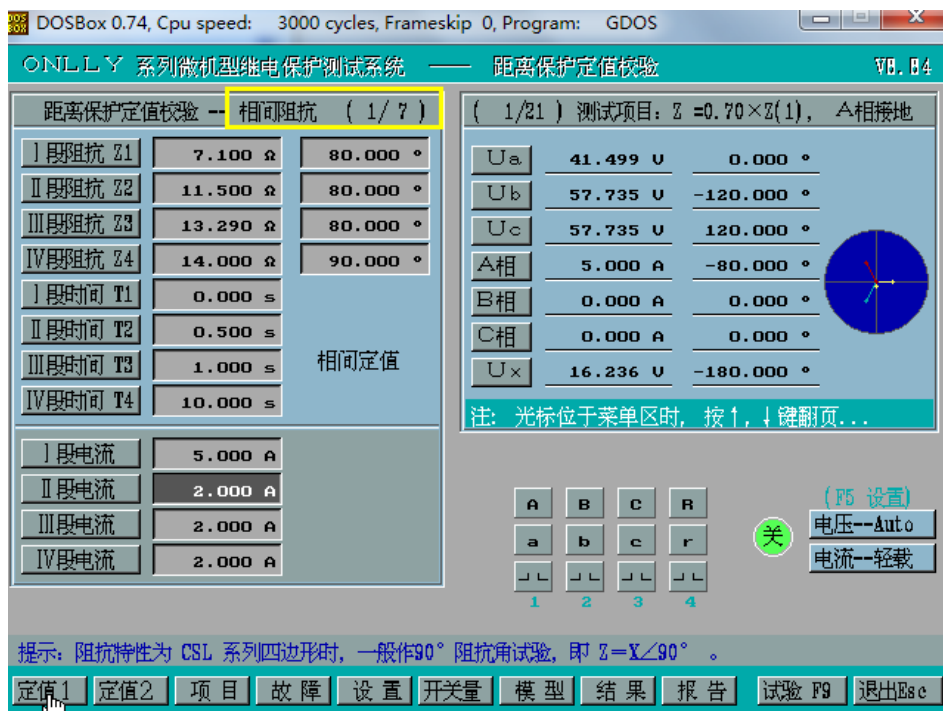 DOSBox 0.74, Cpu speed: 3000 cycles, Frameskip 0, Program: GDOS
ONLLY 系列微机型继电保护测试系统 —— 距离保护定值校验 V8.B4
距离保护定值校验 -- 相间阻抗 ( 1/ 7 )
I段阻抗 Z1 7.100 Ω 80.000 °
II段阻抗 Z2 11.500 Ω 80.000 °
III段阻抗 Z3 13.290 Ω 80.000 °
IV段阻抗 Z4 14.000 Ω 90.000 °
I段时间 T1 0.000 s
II段时间 T2 0.500 s
III段时间 T3 1.000 s
相间定值
IV段时间 T4 10.000 s
I段电流 5.000 A
II段电流 2.000 A
III段电流 2.000 A
IV段电流 2.000 A
( 1/21 ) 测试项目: Z =0.70×Z(1), A相接地
Ua 41.499 V 0.000 °
Ub 57.735 V -120.000 °
Uc 57.735 V 120.000 °
A相 5.000 A -80.000 °
B相 0.000 A 0.000 °
C相 0.000 A 0.000 °
Ux 16.236 V -180.000 °
注: 光标位于菜单区时, 按↑,↓键翻页...
A B C R
a b c r
1 2 3 4
关
(F5 设置)
电压--Auto
电流--轻载
提示: 阻抗特性为 CSL 系列四边形时, 一般作90° 阻抗角试验, 即 Z=X∠90° 。
定值1 定值2 项目 故障 设置 开关量 模型 结果 报告 试验 F9 退出Esc